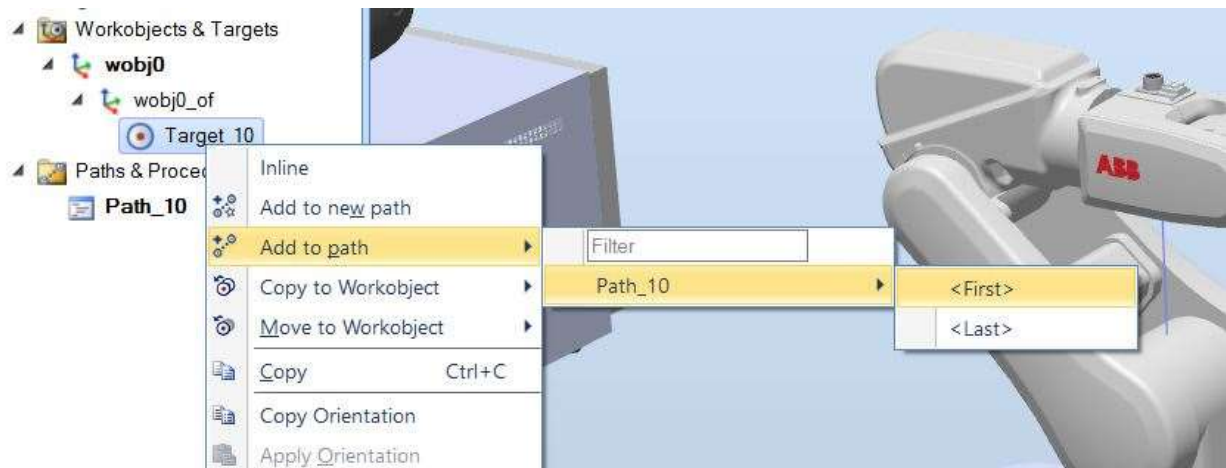 Workobjects & Targets
wobj0
wobj0_of
Target_10
Paths & Proced
Path_10
Inline
Add to new path
Add to path
Copy to Workobject
Move to Workobject
Copy Ctrl+C
Copy Orientation
Apply Orientation
Filter
Path_10
<First>
<Last>
ABB